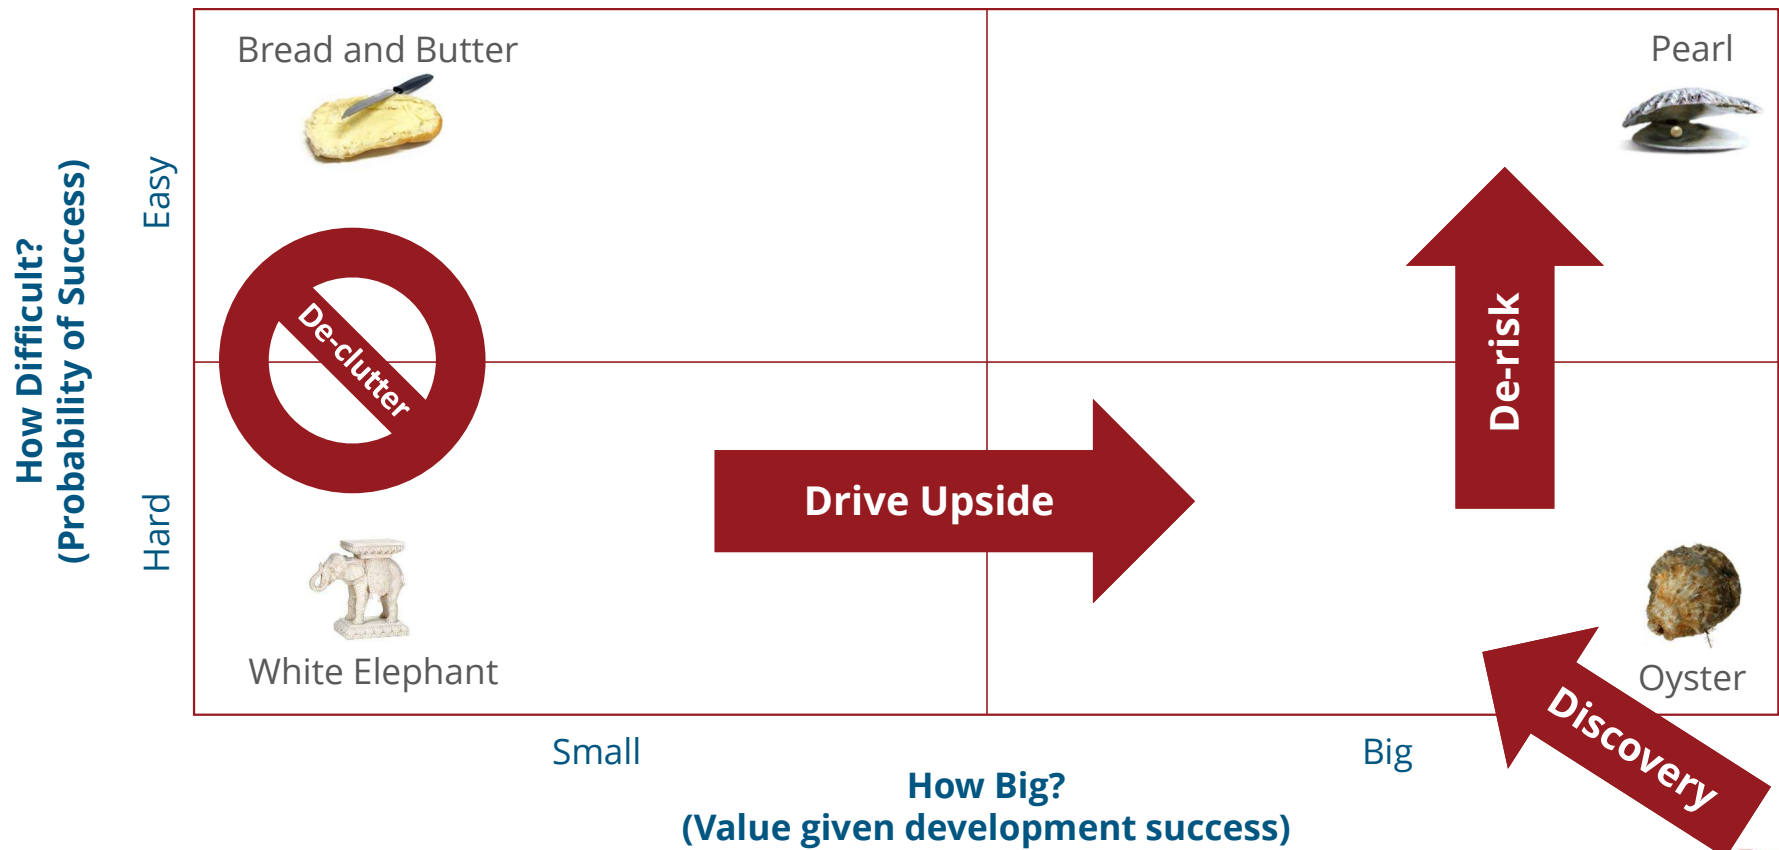 Bread and Butter
Pearl
How Difficult?
(Probability of Success)
Easy
De-clutter
De-risk
Hard
Drive Upside
White Elephant
Oyster
Discovery
Small
Big
How Big?
(Value given development success)